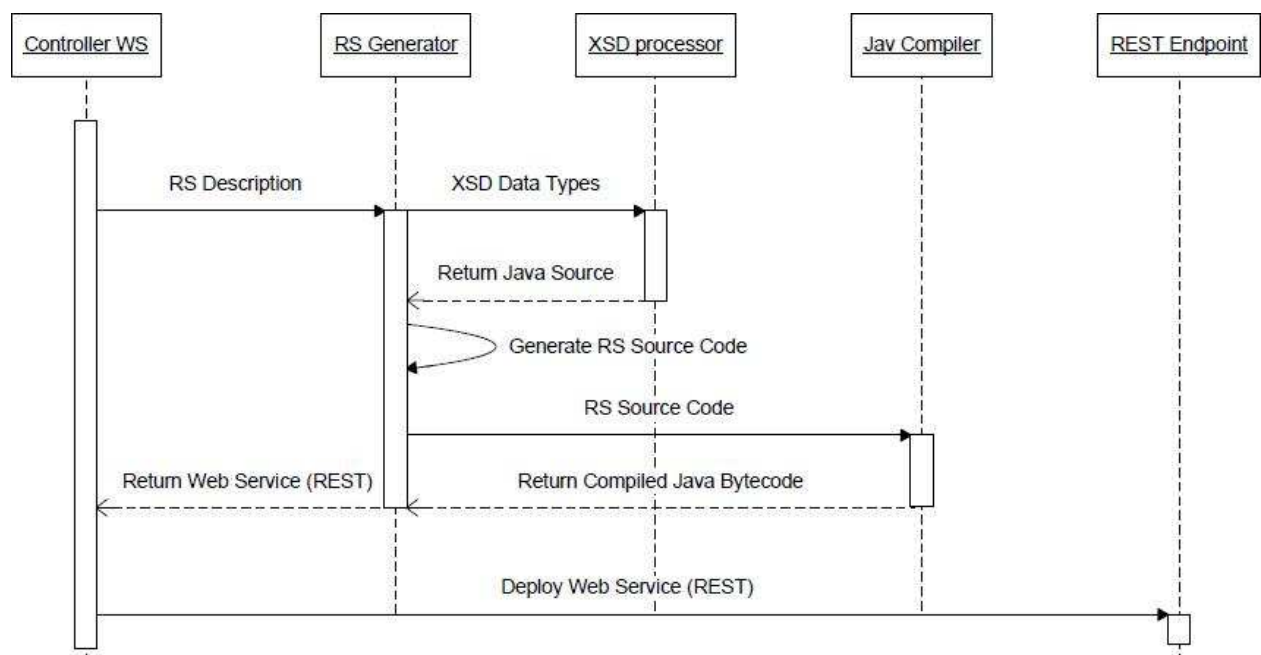 Controller WS
RS Generator
XSD processor
Jav Compiler
REST Endpoint
RS Description
XSD Data Types
Return Java Source
Generate RS Source Code
RS Source Code
Return Web Service (REST)
Return Compiled Java Bytecode
Deploy Web Service (REST)